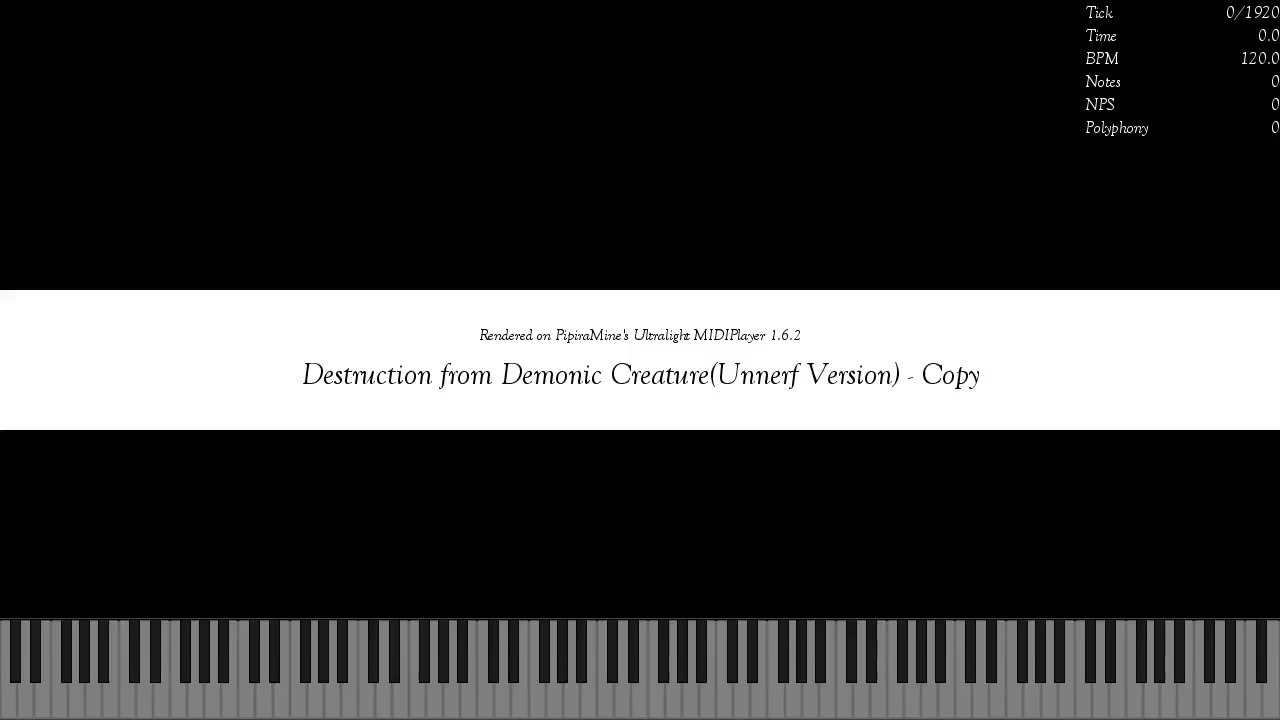 Tick 0/1920
Time 0.0
BPM 120.0
Notes 0
NPS 0
Polyphony 0
Rendered on PipiraMine's Ultralight MIDIPlayer 1.6.2
Destruction from Demonic Creature(Unnerf Version) - Copy